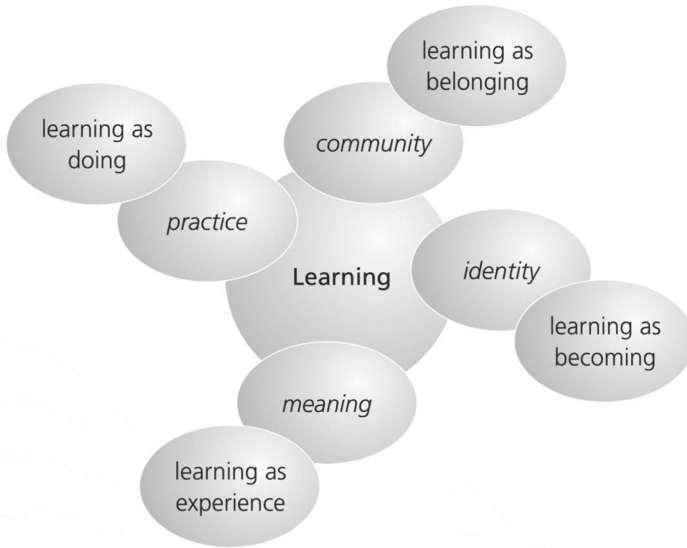 learning as
belonging
learning as
doing
community
practice
Learning
identity
learning as
becoming
meaning
learning as
experience